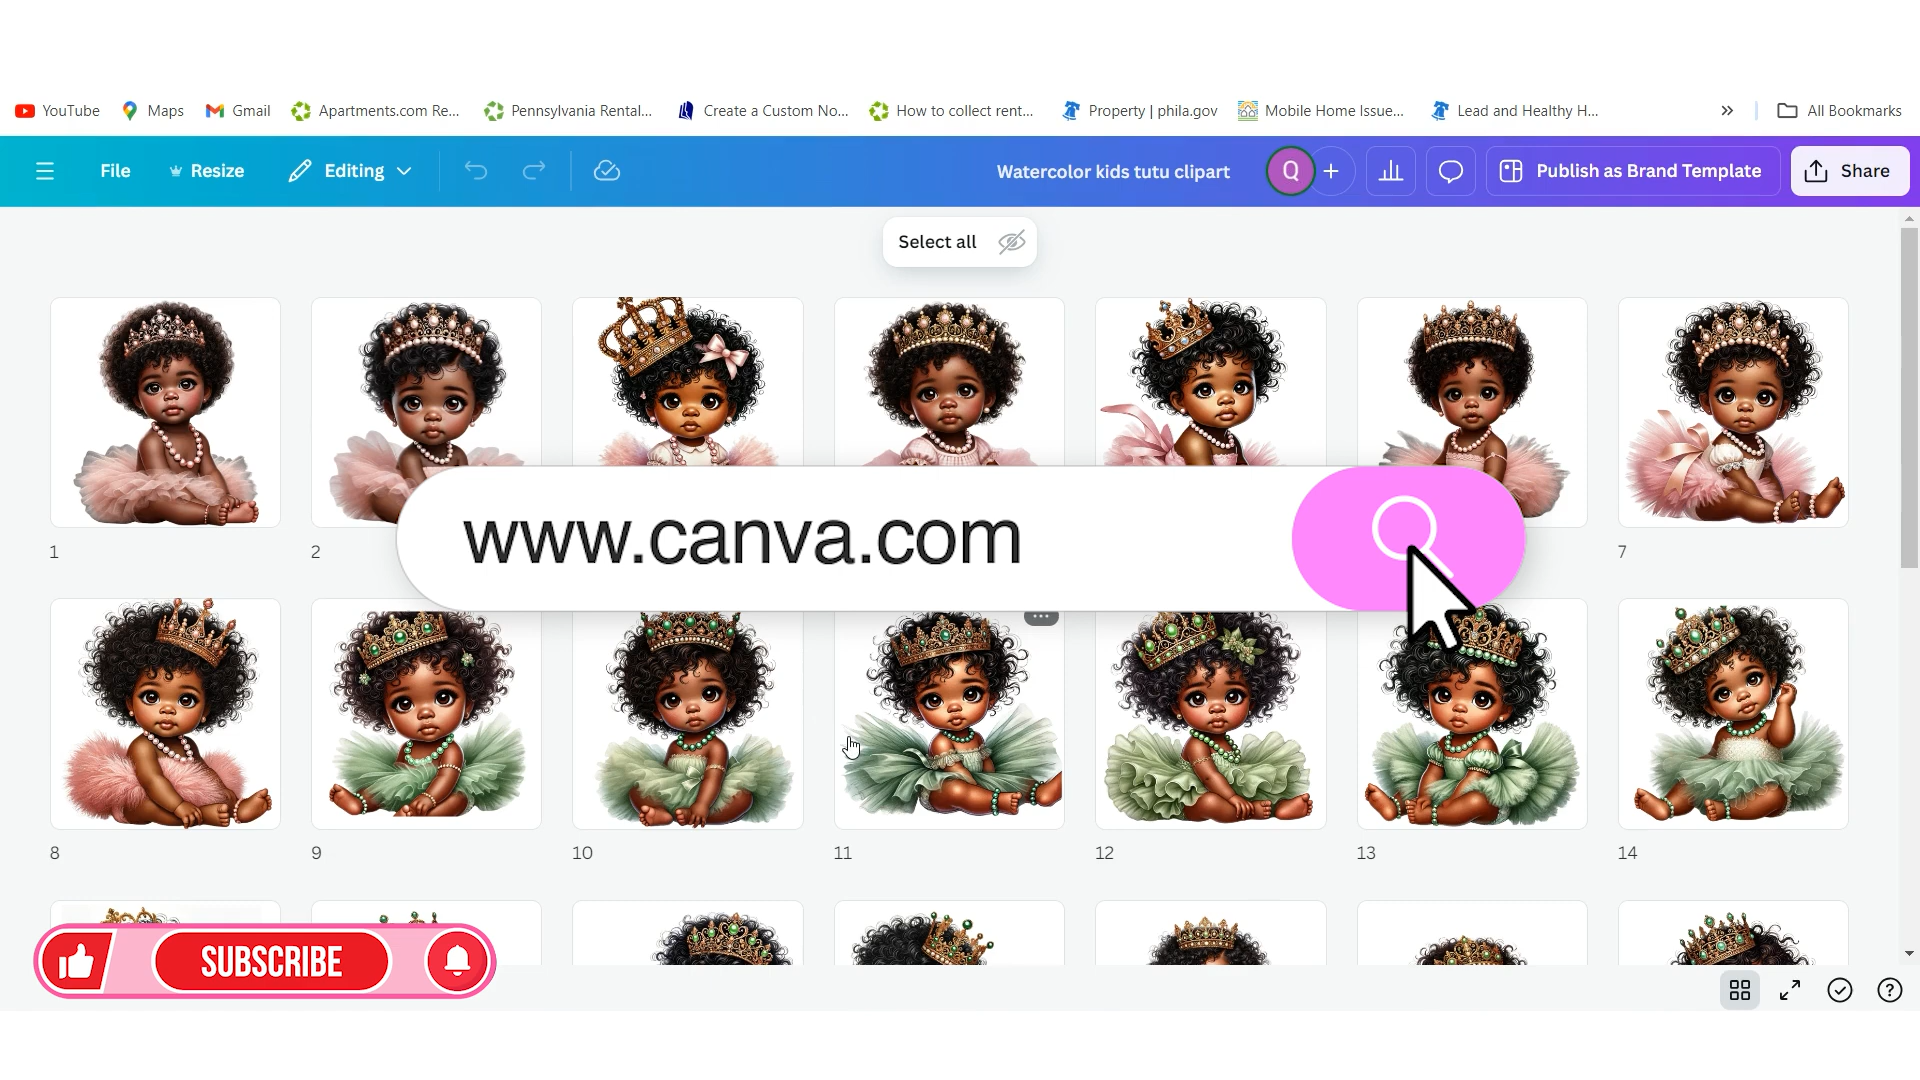 YouTube Maps Gmail Apartments.com Re... Pennsylvania Rental... Create a Custom No... How to collect rent... Property | phila.gov Mobile Home Issue... Lead and Healthy H... » All Bookmarks
File Resize Editing Watercolor kids tutu clipart Q + Publish as Brand Template Share
Select all
www.canva.com
1 2 7
8 9 10 11 12 13 14
SUBSCRIBE